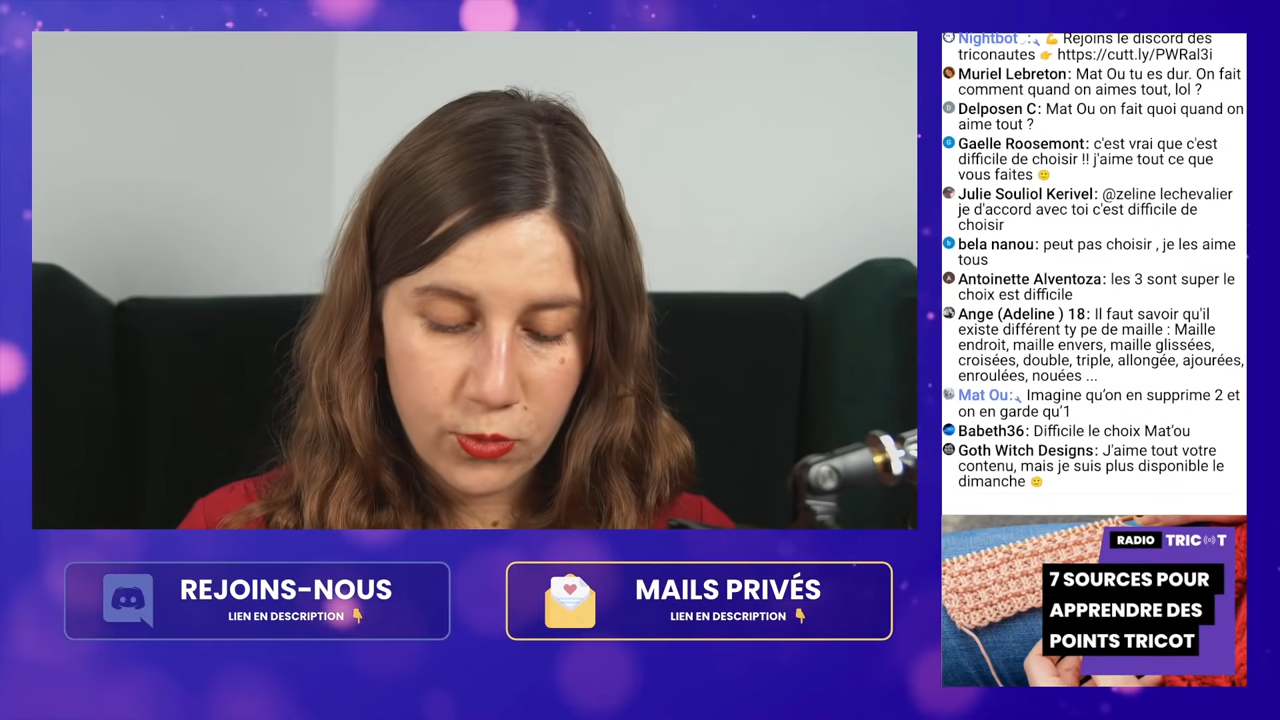 Nightbot : 💪 Rejoins le discord des
triconautes 👉 https://cutt.ly/PWRal3i
Muriel Lebreton: Mat Ou tu es dur. On fait
comment quand on aimes tout, lol ?
Delposen C: Mat Ou on fait quoi quand on
aime tout ?
Gaelle Roosemont: c'est vrai que c'est
difficile de choisir !! j'aime tout ce que
vous faites 🙂
Julie Souliol Kerivel: @zeline lechevalier
je d'accord avec toi c'est difficile de
choisir
bela nanou: peut pas choisir , je les aime
tous
Antoinette Alventoza: les 3 sont super le
choix est difficile
Ange (Adeline ) 18: Il faut savoir qu'il
existe différent ty pe de maille : Maille
endroit, maille envers, maille glissées,
croisées, double, triple, allongée, ajourées,
enroulées, nouées ...
Mat Ou: Imagine qu'on en supprime 2 et
on en garde qu'1
Babeth36: Difficile le choix Mat'ou
Goth Witch Designs: J'aime tout votre
contenu, mais je suis plus disponible le
dimanche 🙂
RADIO TRICOT
7 SOURCES POUR
APPRENDRE DES
POINTS TRICOT
REJOINS-NOUS
LIEN EN DESCRIPTION 👇
MAILS PRIVÉS
LIEN EN DESCRIPTION 👇